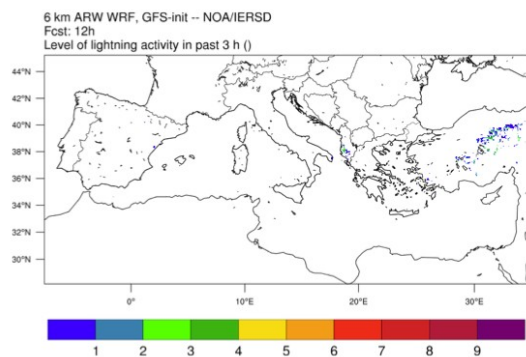 6 km ARW WRF, GFS-init -- NOA/IERSD
Fcst: 12h
Level of lightning activity in past 3 h ()
44°N
42°N
40°N
38°N
36°N
34°N
32°N
30°N
0° 10°E 20°E 30°E
1 2 3 4 5 6 7 8 9